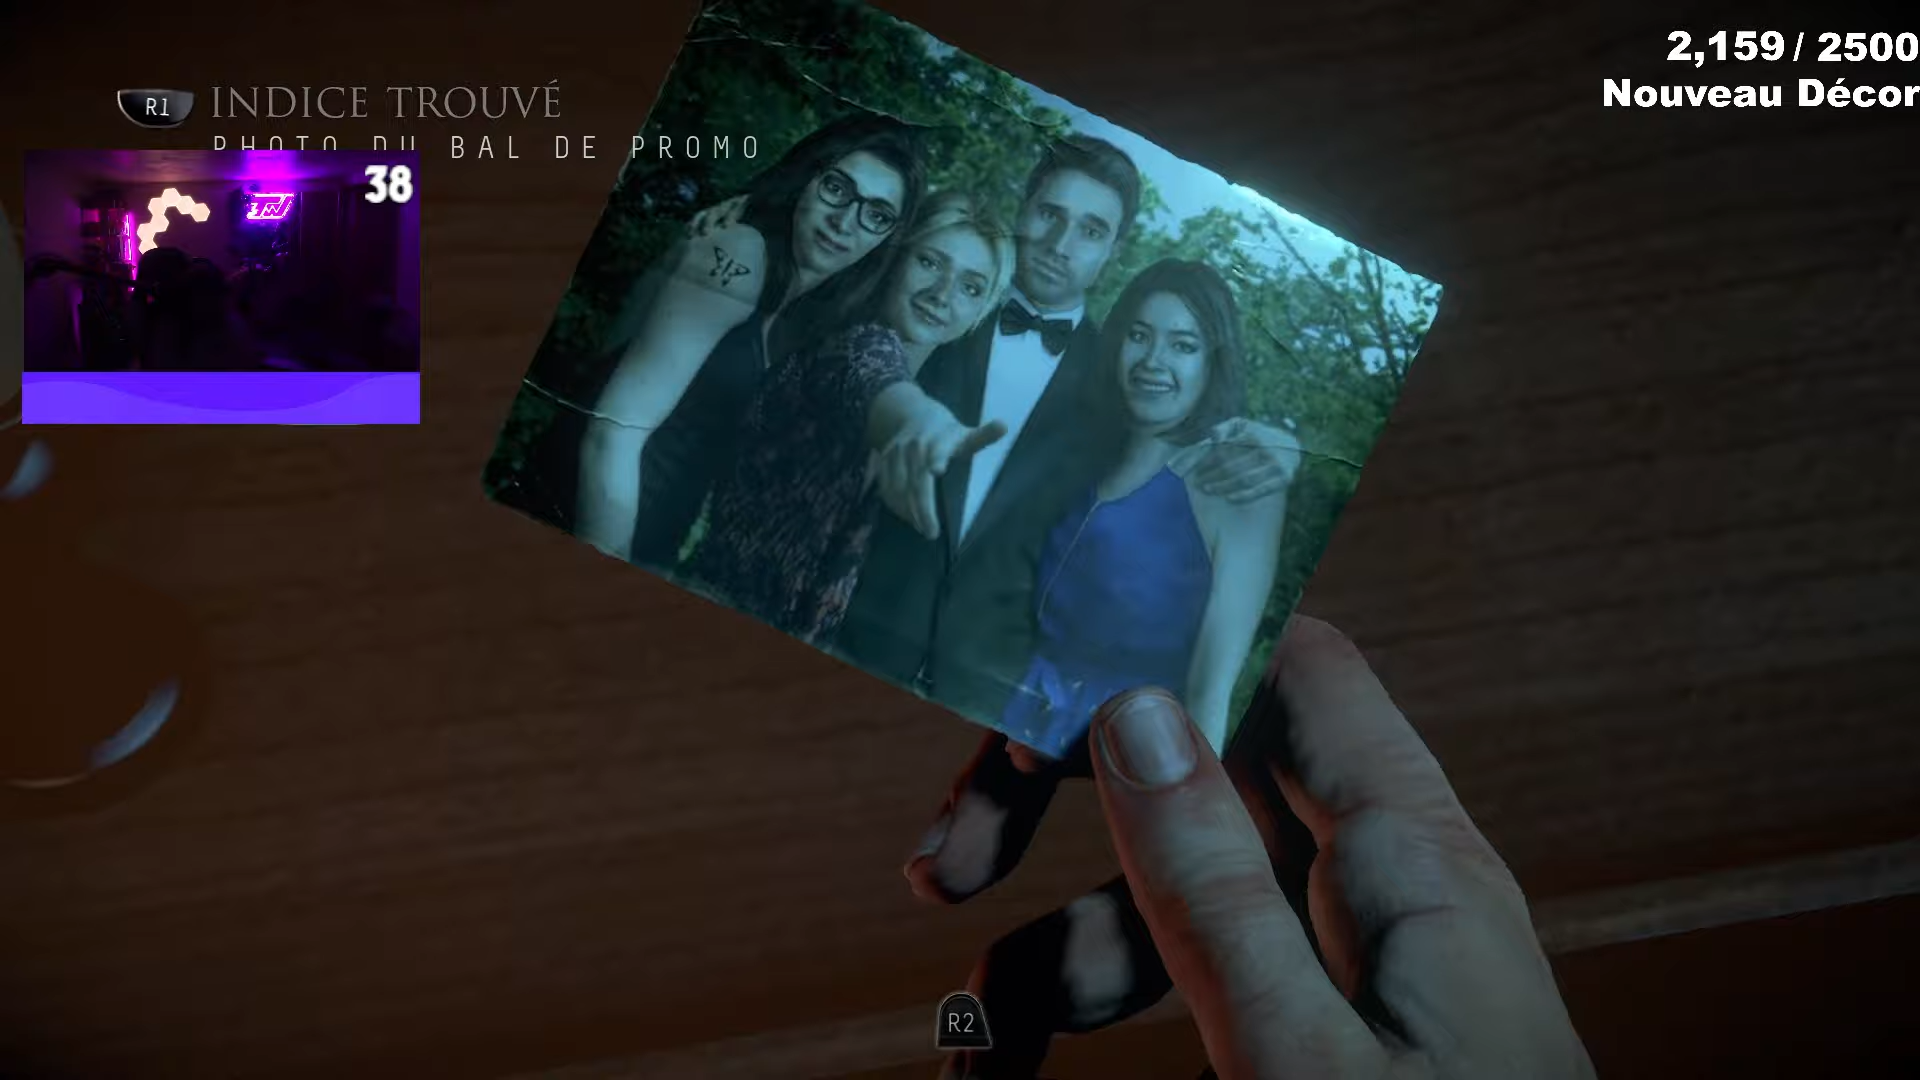 2,159 / 2500
Nouveau Décor
R1 INDICE TROUVÉ
PHOTO DU BAL DE PROMO
38
R2